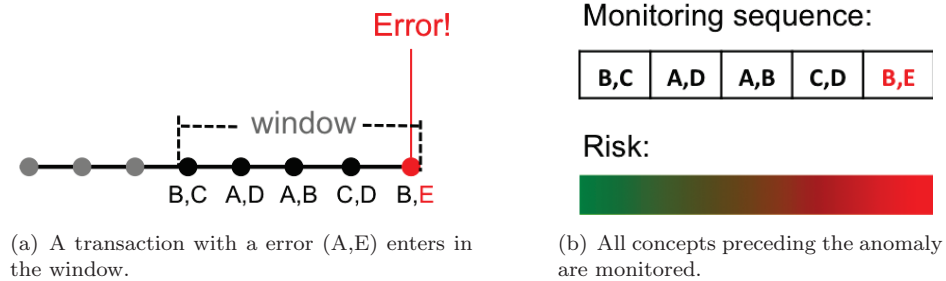 Error!
window
B,C A,D A,B C,D B,E
(a) A transaction with a error (A,E) enters in
the window.
Monitoring sequence:
B,C A,D A,B C,D B,E
Risk:
(b) All concepts preceding the anomaly
are monitored.